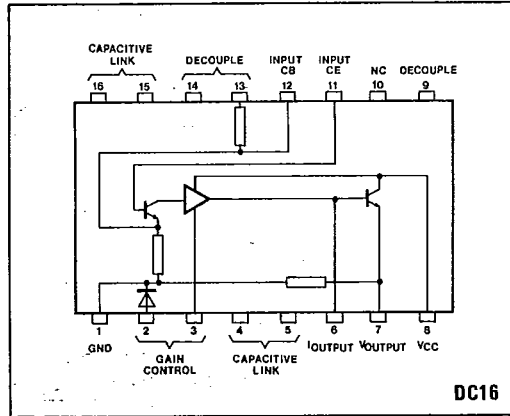 CAPACITIVE LINK
DECOUPLE
INPUT CB
INPUT CE
NC
DECOUPLE
16 15 14 13 12 11 10 9
1 2 3 4 5 6 7 8
GND
GAIN CONTROL
CAPACITIVE LINK
IOUTPUT
VOUTPUT
VCC
DC16